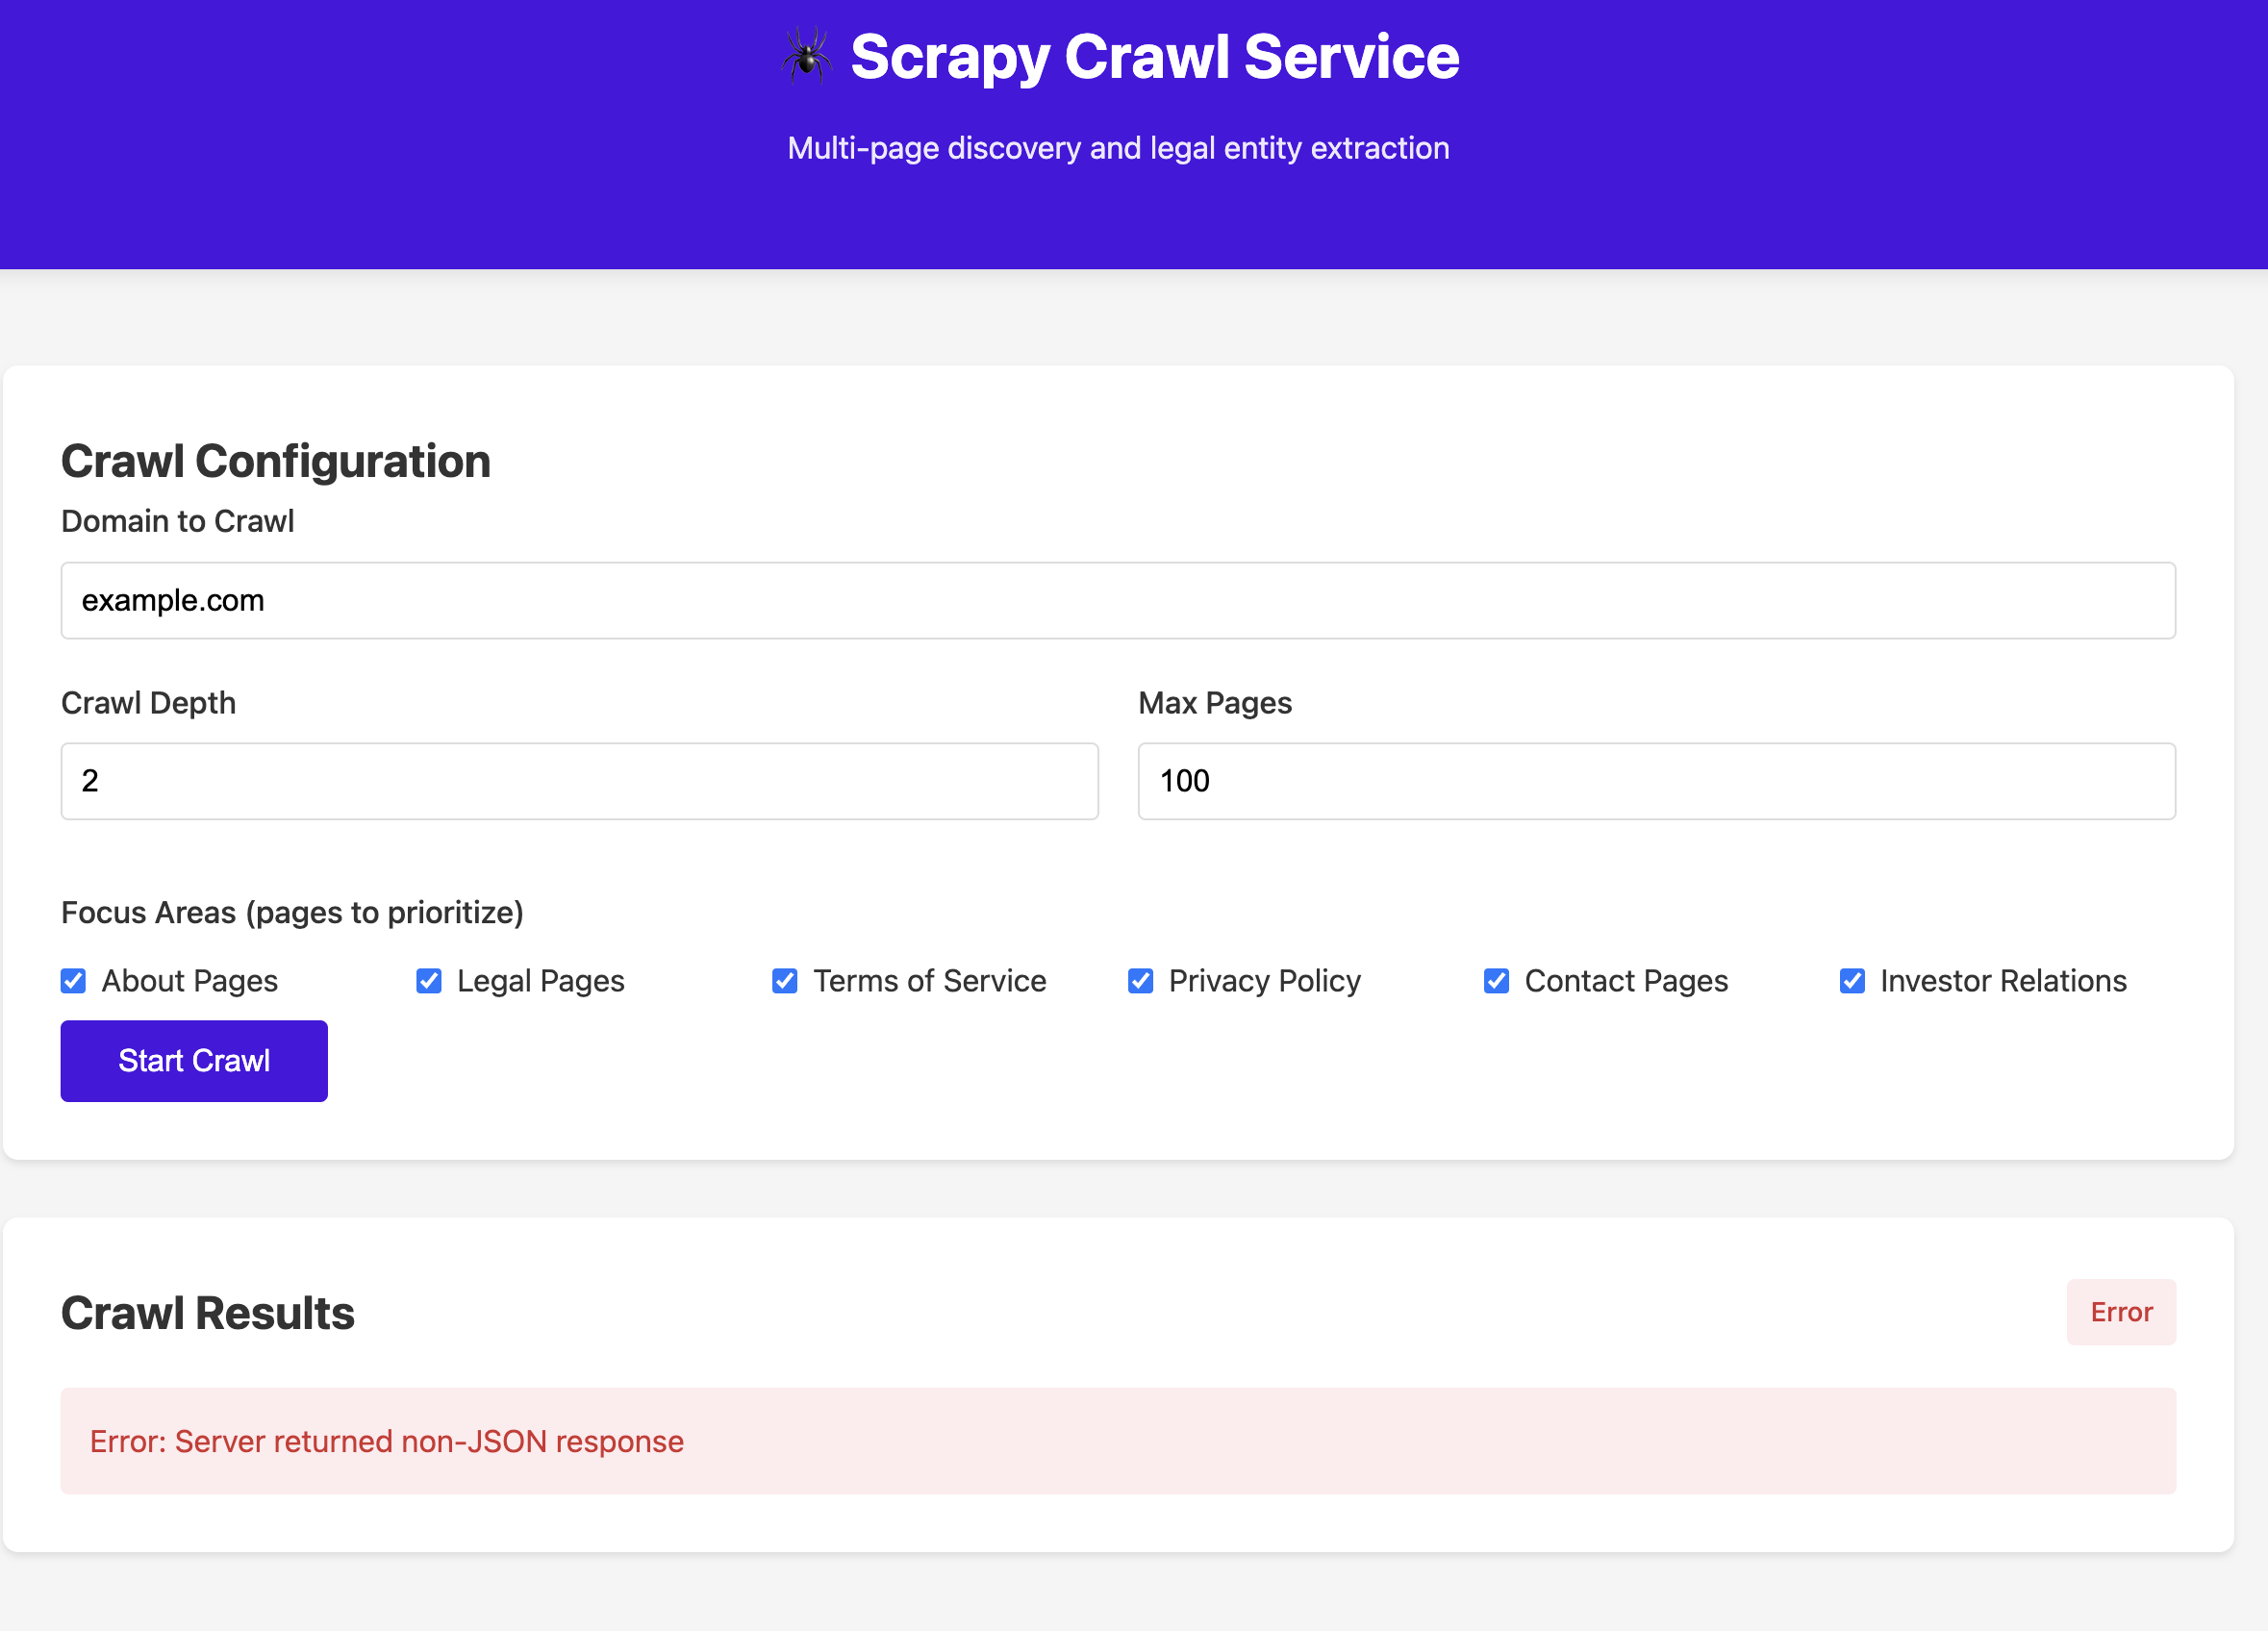 Scrapy Crawl Service
Multi-page discovery and legal entity extraction
Crawl Configuration
Domain to Crawl
example.com
Crawl Depth
Max Pages
2
100
Focus Areas (pages to prioritize)
About Pages
Legal Pages
Terms of Service
Privacy Policy
Contact Pages
Investor Relations
Start Crawl
Crawl Results
Error
Error: Server returned non-JSON response